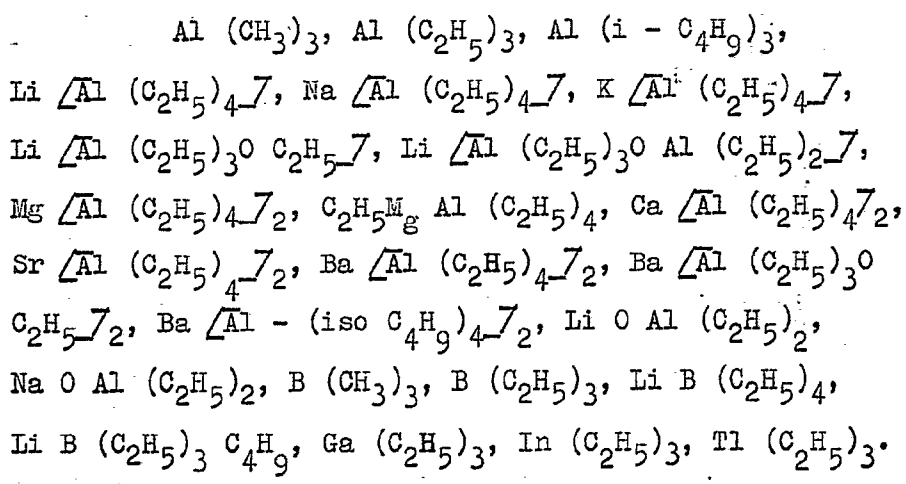 Al (CH₃)₃, Al (C₂H₅)₃, Al (i - C₄H₉)₃,
Li [Al (C₂H₅)₄], Na [Al (C₂H₅)₄], K [Al (C₂H₅)₄],
Li [Al (C₂H₅)₃O C₂H₅], Li [Al (C₂H₅)₃O Al (C₂H₅)₂],
Mg [Al (C₂H₅)₄]₂, C₂H₅Mg Al (C₂H₅)₄, Ca [Al (C₂H₅)₄]₂,
Sr [Al (C₂H₅)₄]₂, Ba [Al (C₂H₅)₄]₂, Ba [Al (C₂H₅)₃O
C₂H₅]₂, Ba [Al - (iso C₄H₉)₄]₂, Li O Al (C₂H₅)₂,
Na O Al (C₂H₅)₂, B (CH₃)₃, B (C₂H₅)₃, Li B (C₂H₅)₄,
Li B (C₂H₅)₃ C₄H₉, Ga (C₂H₅)₃, In (C₂H₅)₃, Tl (C₂H₅)₃.